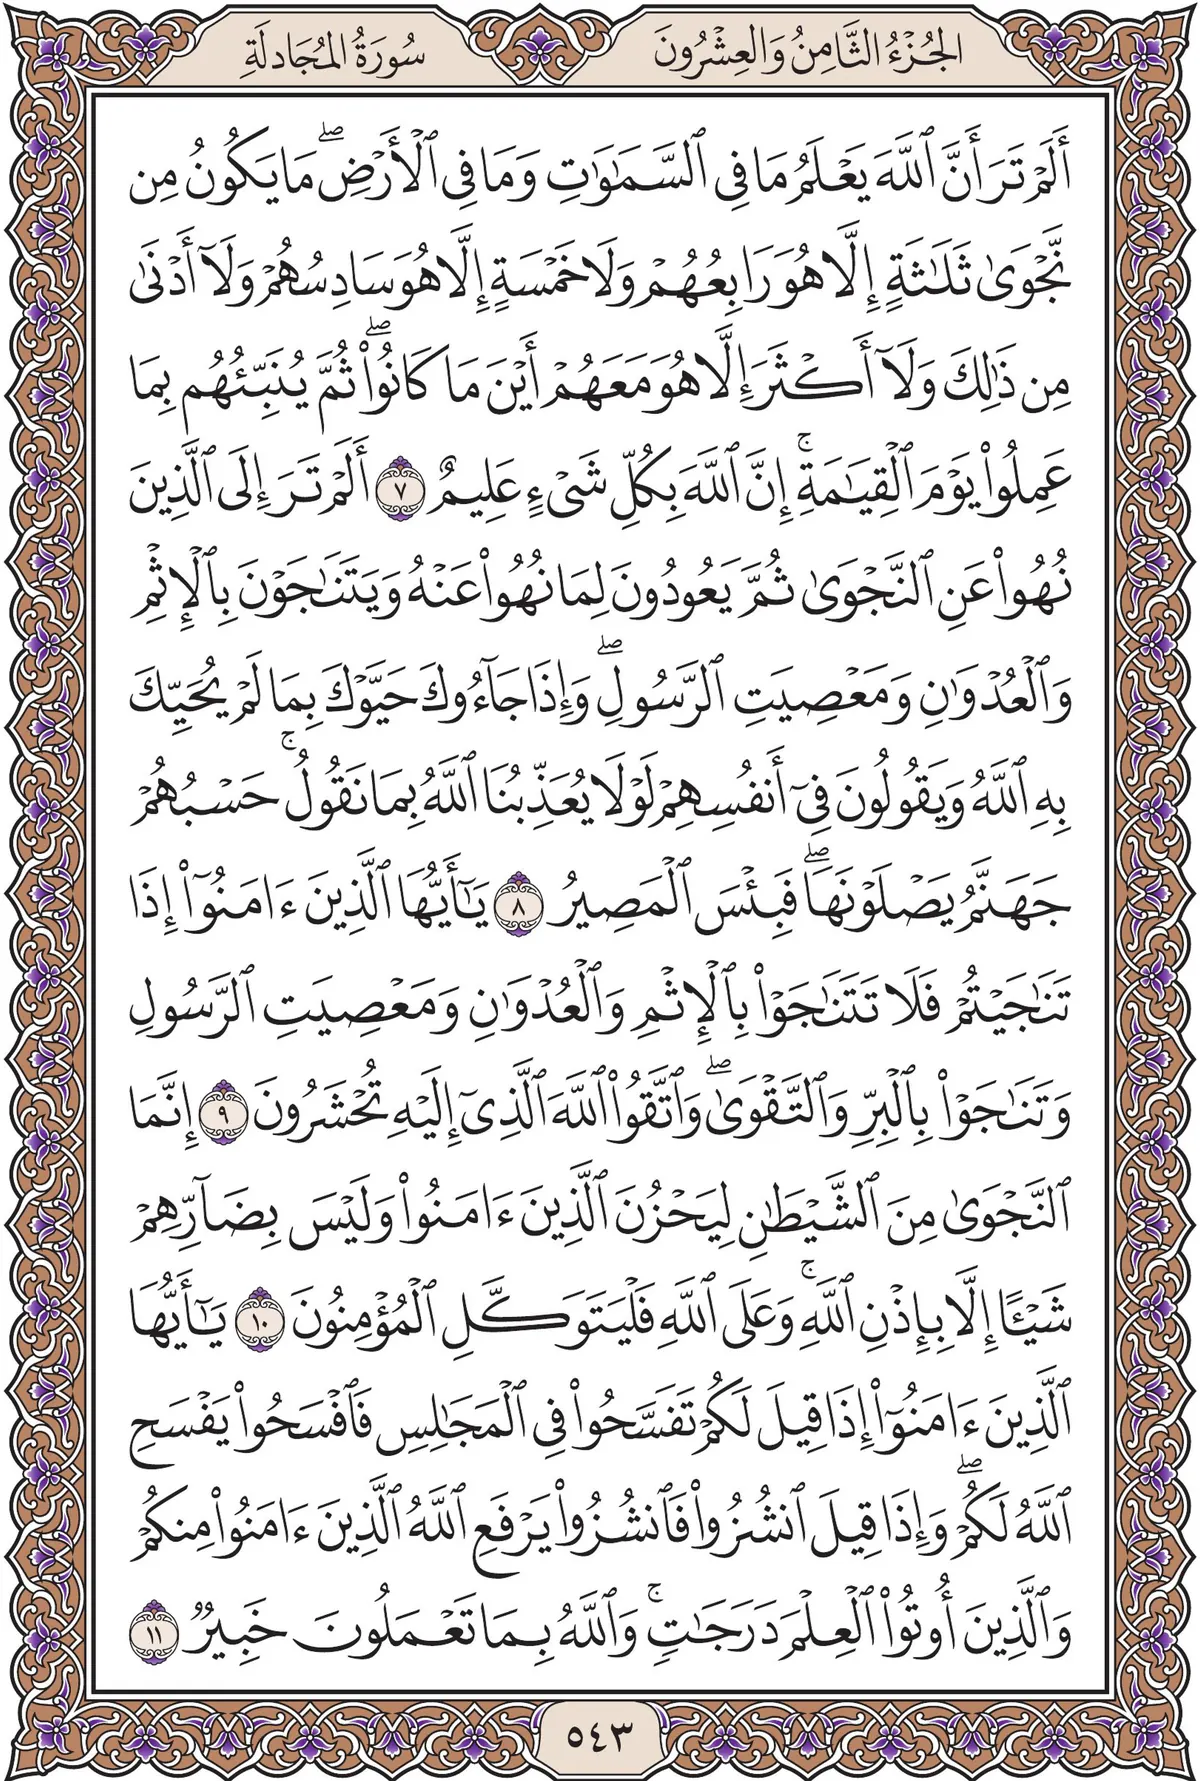 الجُزْءُ الثَّامِنُ وَالعِشْرُونَ
سُورَةُ المُجَادلَةِ
أَلَمۡ تَرَ أَنَّ ٱللَّهَ يَعۡلَمُ مَا فِي ٱلسَّمَٰوَٰتِ وَمَا فِي ٱلۡأَرۡضِۖ مَا يَكُونُ مِن
نَّجۡوَىٰ ثَلَٰثَةٍ إِلَّا هُوَ رَابِعُهُمۡ وَلَا خَمۡسَةٍ إِلَّا هُوَ سَادِسُهُمۡ وَلَآ أَدۡنَىٰ
مِن ذَٰلِكَ وَلَآ أَكۡثَرَ إِلَّا هُوَ مَعَهُمۡ أَيۡنَ مَا كَانُواْۖ ثُمَّ يُنَبِّئُهُم بِمَا
عَمِلُواْ يَوۡمَ ٱلۡقِيَٰمَةِۚ إِنَّ ٱللَّهَ بِكُلِّ شَيۡءٍ عَلِيمٌ ٧ أَلَمۡ تَرَ إِلَى ٱلَّذِينَ
نُهُواْ عَنِ ٱلنَّجۡوَىٰ ثُمَّ يَعُودُونَ لِمَا نُهُواْ عَنۡهُ وَيَتَنَٰجَوۡنَ بِٱلۡإِثۡمِ
وَٱلۡعُدۡوَٰنِ وَمَعۡصِيَتِ ٱلرَّسُولِۖ وَإِذَا جَآءُوكَ حَيَّوۡكَ بِمَا لَمۡ يُحَيِّكَ
بِهِ ٱللَّهُ وَيَقُولُونَ فِيٓ أَنفُسِهِمۡ لَوۡلَا يُعَذِّبُنَا ٱللَّهُ بِمَا نَقُولُۚ حَسۡبُهُمۡ
جَهَنَّمُ يَصۡلَوۡنَهَاۖ فَبِئۡسَ ٱلۡمَصِيرُ ٨ يَٰٓأَيُّهَا ٱلَّذِينَ ءَامَنُوٓاْ إِذَا
تَنَٰجَيۡتُمۡ فَلَا تَتَنَٰجَوۡاْ بِٱلۡإِثۡمِ وَٱلۡعُدۡوَٰنِ وَمَعۡصِيَتِ ٱلرَّسُولِ
وَتَنَٰجَوۡاْ بِٱلۡبِرِّ وَٱلتَّقۡوَىٰۖ وَٱتَّقُواْ ٱللَّهَ ٱلَّذِيٓ إِلَيۡهِ تُحۡشَرُونَ ٩ إِنَّمَا
ٱلنَّجۡوَىٰ مِنَ ٱلشَّيۡطَٰنِ لِيَحۡزُنَ ٱلَّذِينَ ءَامَنُواْ وَلَيۡسَ بِضَآرِّهِمۡ
شَيۡـًٔا إِلَّا بِإِذۡنِ ٱللَّهِۚ وَعَلَى ٱللَّهِ فَلۡيَتَوَكَّلِ ٱلۡمُؤۡمِنُونَ ١٠ يَٰٓأَيُّهَا
ٱلَّذِينَ ءَامَنُوٓاْ إِذَا قِيلَ لَكُمۡ تَفَسَّحُواْ فِي ٱلۡمَجَٰلِسِ فَٱفۡسَحُواْ يَفۡسَحِ
ٱللَّهُ لَكُمۡۖ وَإِذَا قِيلَ ٱنشُزُواْ فَٱنشُزُواْ يَرۡفَعِ ٱللَّهُ ٱلَّذِينَ ءَامَنُواْ مِنكُمۡ
وَٱلَّذِينَ أُوتُواْ ٱلۡعِلۡمَ دَرَجَٰتٖۚ وَٱللَّهُ بِمَا تَعۡمَلُونَ خَبِيرٞ ١١
٥٤٣